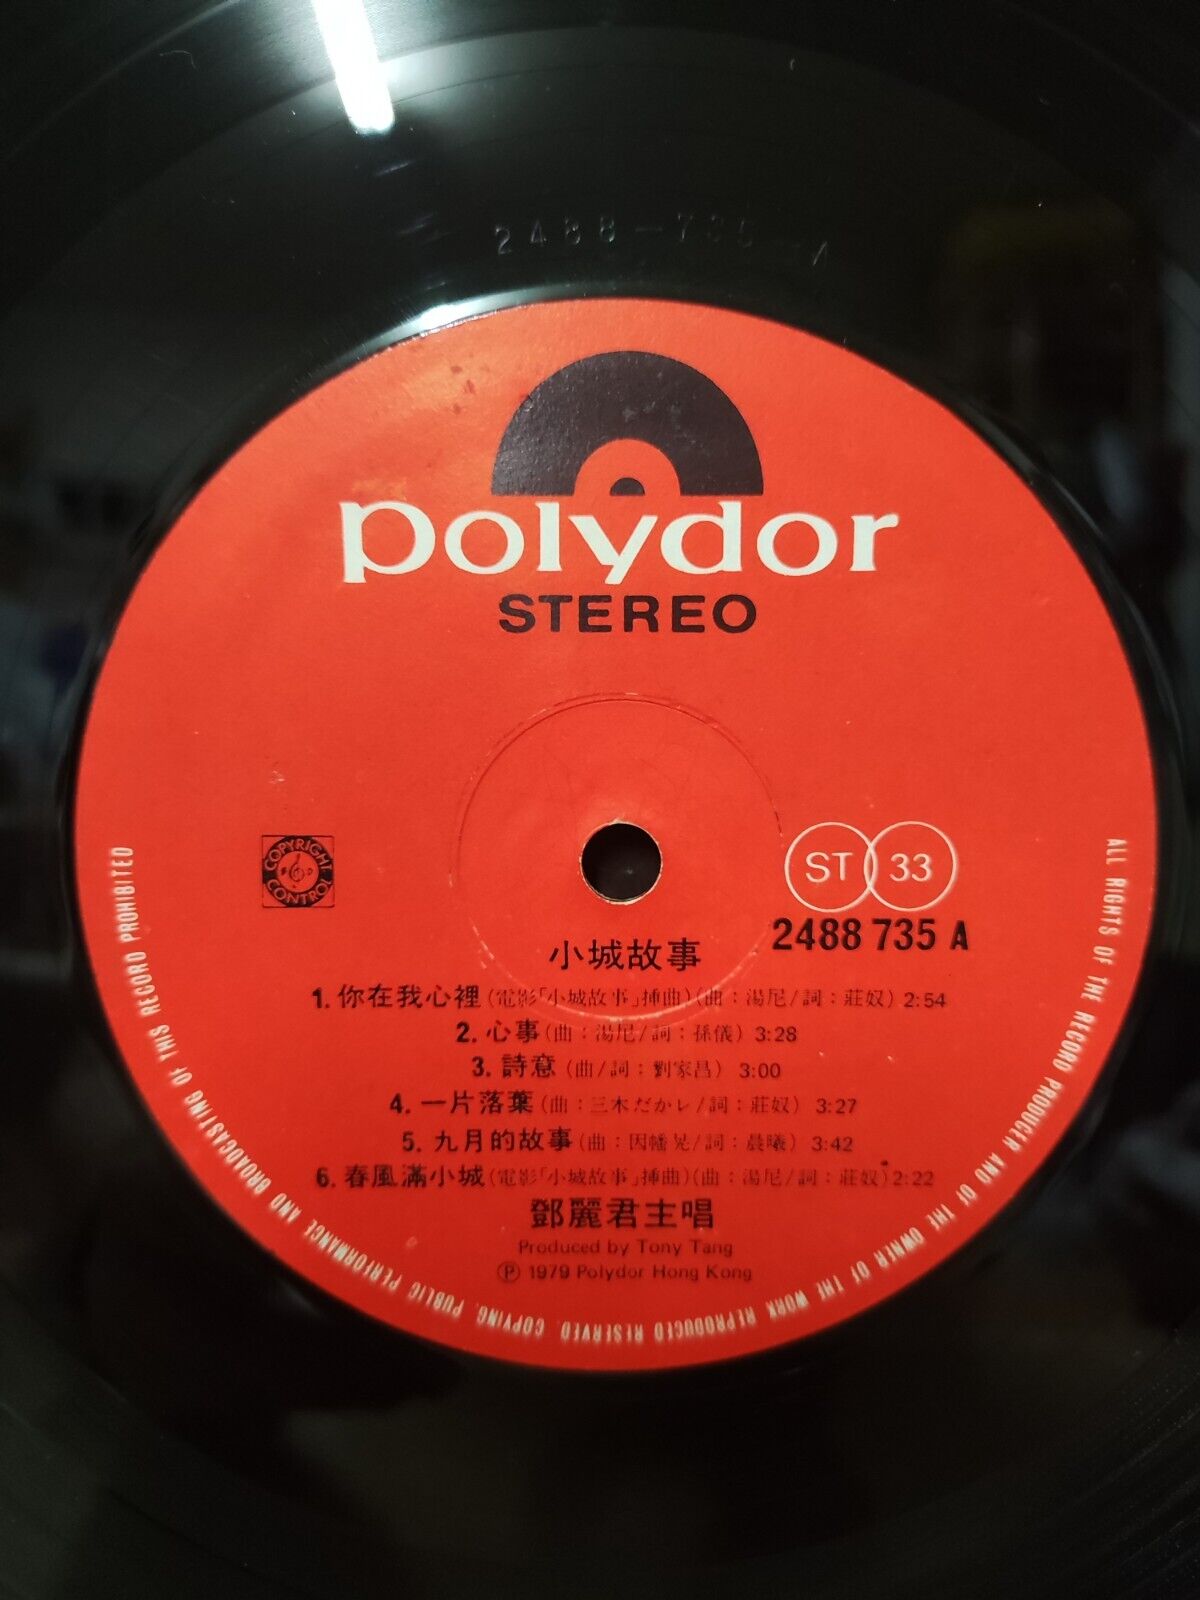 2488-735-A
polydor
STEREO
COPYRIGHT CONTROL
ST 33
2488 735 A
小城故事
1. 你在我心裡(電影「小城故事」挿曲)(曲:湯尼/詞:莊奴) 2:54
2. 心事(曲:湯尼/詞:孫儀) 3:28
3. 詩意(曲/詞:劉家昌) 3:00
4. 一片落葉(曲:三木だかレ/詞:莊奴) 3:27
5. 九月的故事(曲:因幡晃/詞:晨曦) 3:42
6. 春風滿小城(電影「小城故事」挿曲)(曲:湯尼/詞:莊奴) 2:22
鄧麗君主唱
Produced by Tony Tang
Ⓟ 1979 Polydor Hong Kong
ALL RIGHTS OF THE RECORD PRODUCER AND OF THE OWNER OF THE WORK REPRODUCED RESERVED. COPYING, PUBLIC PERFORMANCE AND BROADCASTING OF THIS RECORD PROHIBITED